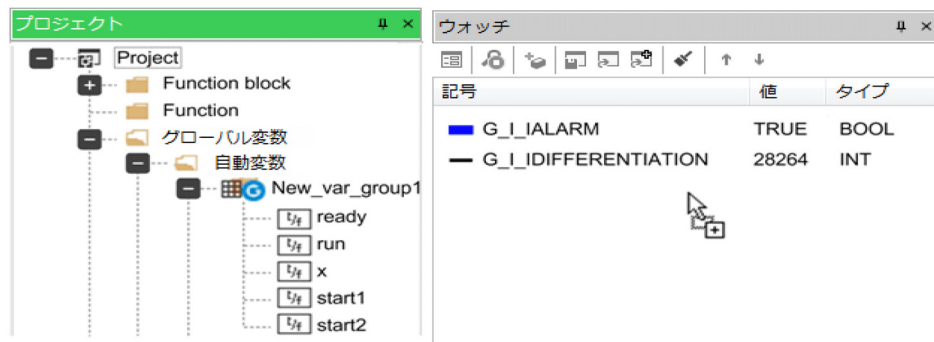 プロジェクト
Project
Function block
Function
グローバル変数
自動変数
New_var_group1
t/f ready
t/f run
t/f x
t/f start1
t/f start2
ウォッチ
記号 値 タイプ
G_I_IALARM TRUE BOOL
G_I_IDIFFERENTIATION 28264 INT